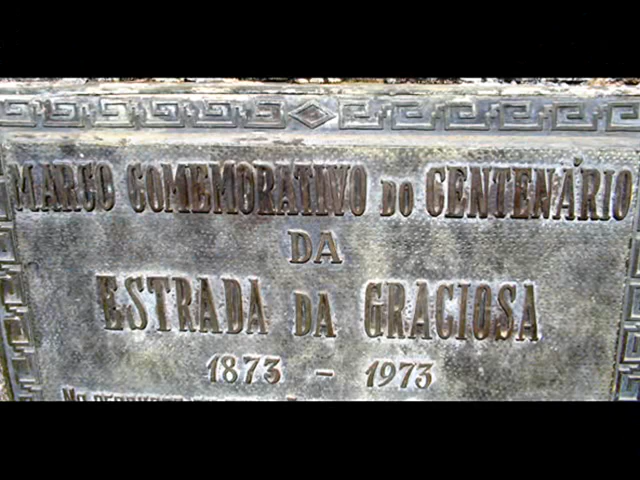 MARCO COMEMORATIVO DO CENTENÁRIO
DA
ESTRADA DA GRACIOSA
1873 - 1973